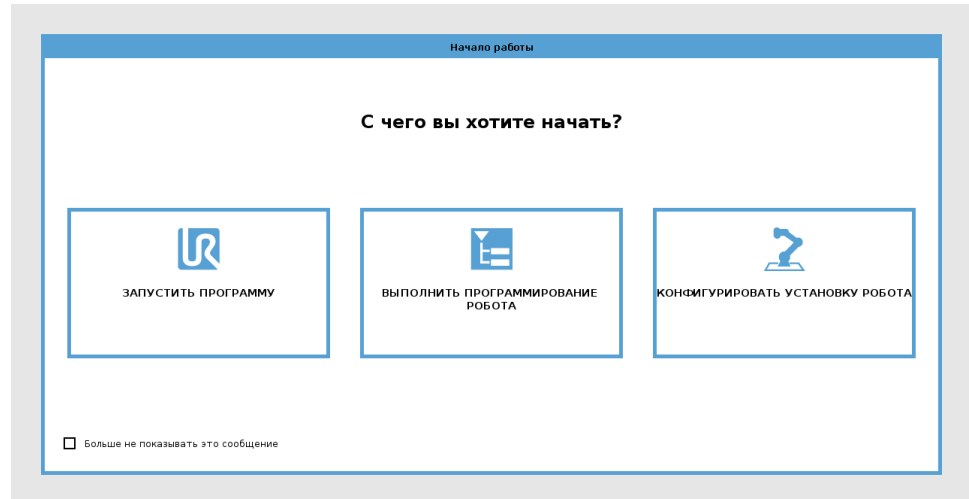 Начало работы
С чего вы хотите начать?
ЗАПУСТИТЬ ПРОГРАММУ
ВЫПОЛНИТЬ ПРОГРАММИРОВАНИЕ
РОБОТА
КОНФИГУРИРОВАТЬ УСТАНОВКУ РОБОТА
Больше не показывать это сообщение